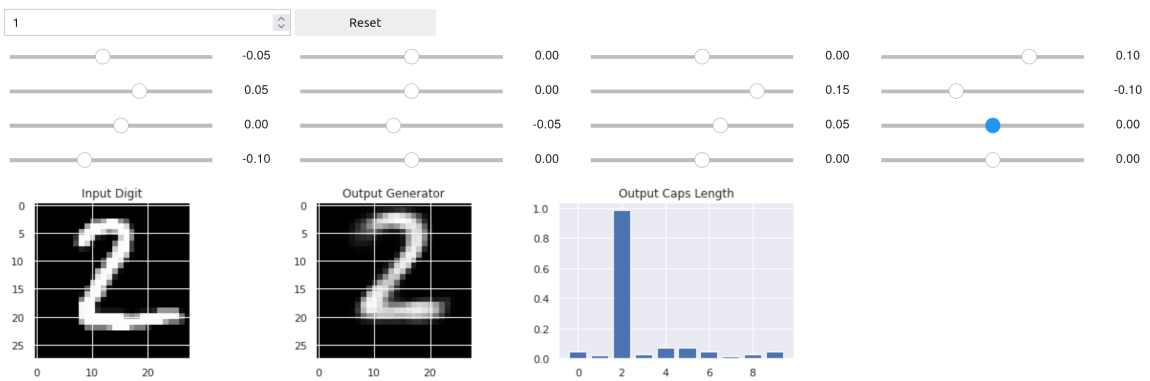 1 Reset
-0.05 0.00 0.00 0.10
0.05 0.00 0.15 -0.10
0.00 -0.05 0.05 0.00
-0.10 0.00 0.00 0.00
Input Digit Output Generator Output Caps Length
0 5 10 15 20 25
0 10 20
2
0 5 10 15 20 25
0 10 20
2
1.0 0.8 0.6 0.4 0.2 0.0
0 2 4 6 8